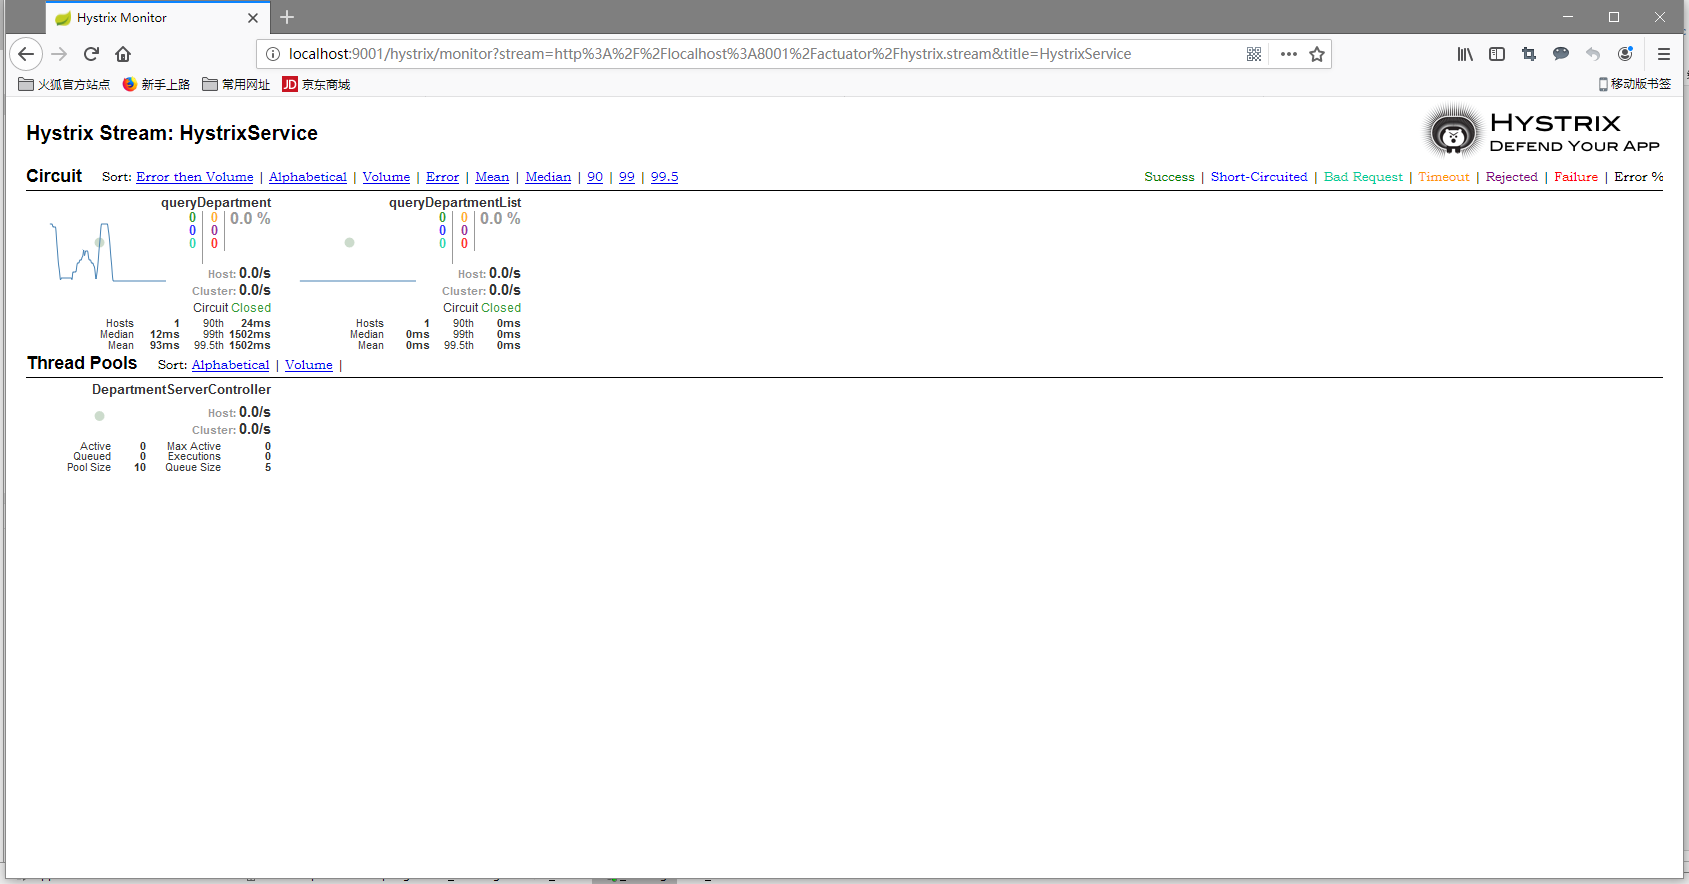 Hystrix Monitor
localhost:9001/hystrix/monitor?stream=http%3A%2F%2Flocalhost%3A8001%2Factuator%2Fhystrix.stream&title=HystrixService
火狐官方站点 新手上路 常用网址 JD 京东商城 移动版书签
Hystrix Stream: HystrixService
HYSTRIX
DEFEND YOUR APP
Circuit Sort: Error then Volume | Alphabetical | Volume | Error | Mean | Median | 90 | 99 | 99.5
Success | Short-Circuited | Bad Request | Timeout | Rejected | Failure | Error %
queryDepartment
0 0 0.0 %
0 0
0 0
Host: 0.0/s
Cluster: 0.0/s
Circuit Closed
Hosts 1 90th 24ms
Median 12ms 99th 1502ms
Mean 93ms 99.5th 1502ms
queryDepartmentList
0 0 0.0 %
0 0
0 0
Host: 0.0/s
Cluster: 0.0/s
Circuit Closed
Hosts 1 90th 0ms
Median 0ms 99th 0ms
Mean 0ms 99.5th 0ms
Thread Pools Sort: Alphabetical | Volume |
DepartmentServerController
Host: 0.0/s
Cluster: 0.0/s
Active 0 Max Active 0
Queued 0 Executions 0
Pool Size 10 Queue Size 5